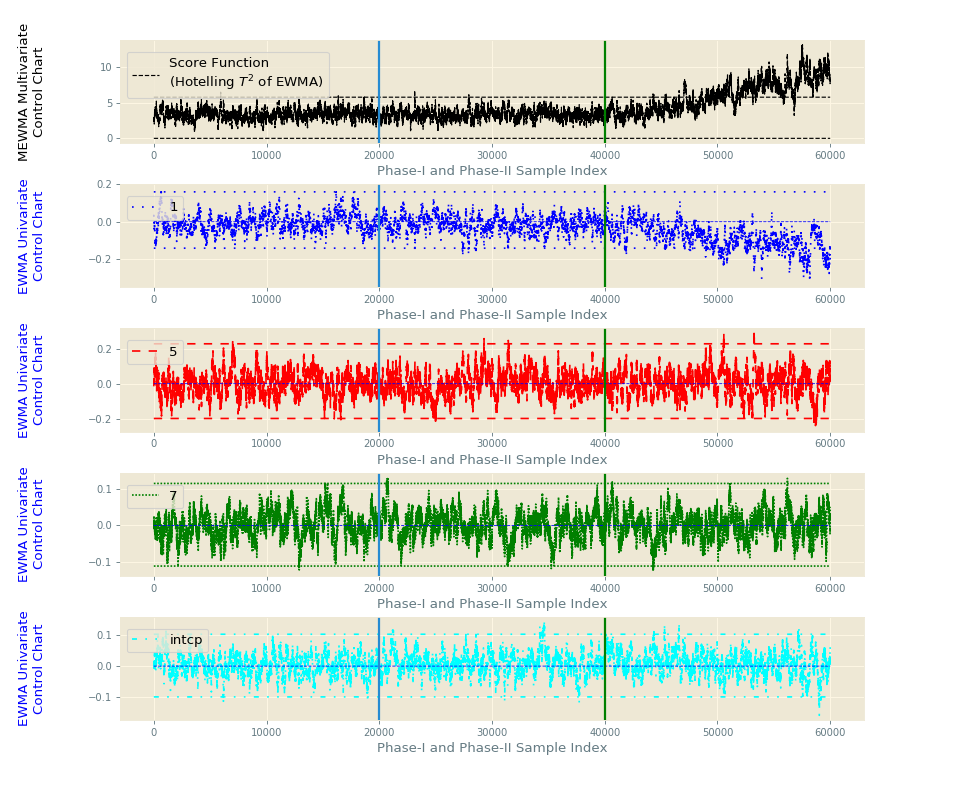 MEWMA Multivariate
Control Chart
10
5
0
Score Function
(Hotelling T² of EWMA)
0 10000 20000 30000 40000 50000 60000
Phase-I and Phase-II Sample Index
EWMA Univariate
Control Chart
0.2
0.0
−0.2
1
0 10000 20000 30000 40000 50000 60000
Phase-I and Phase-II Sample Index
EWMA Univariate
Control Chart
0.2
0.0
−0.2
5
0 10000 20000 30000 40000 50000 60000
Phase-I and Phase-II Sample Index
EWMA Univariate
Control Chart
0.1
0.0
−0.1
7
0 10000 20000 30000 40000 50000 60000
Phase-I and Phase-II Sample Index
EWMA Univariate
Control Chart
0.1
0.0
−0.1
intcp
0 10000 20000 30000 40000 50000 60000
Phase-I and Phase-II Sample Index